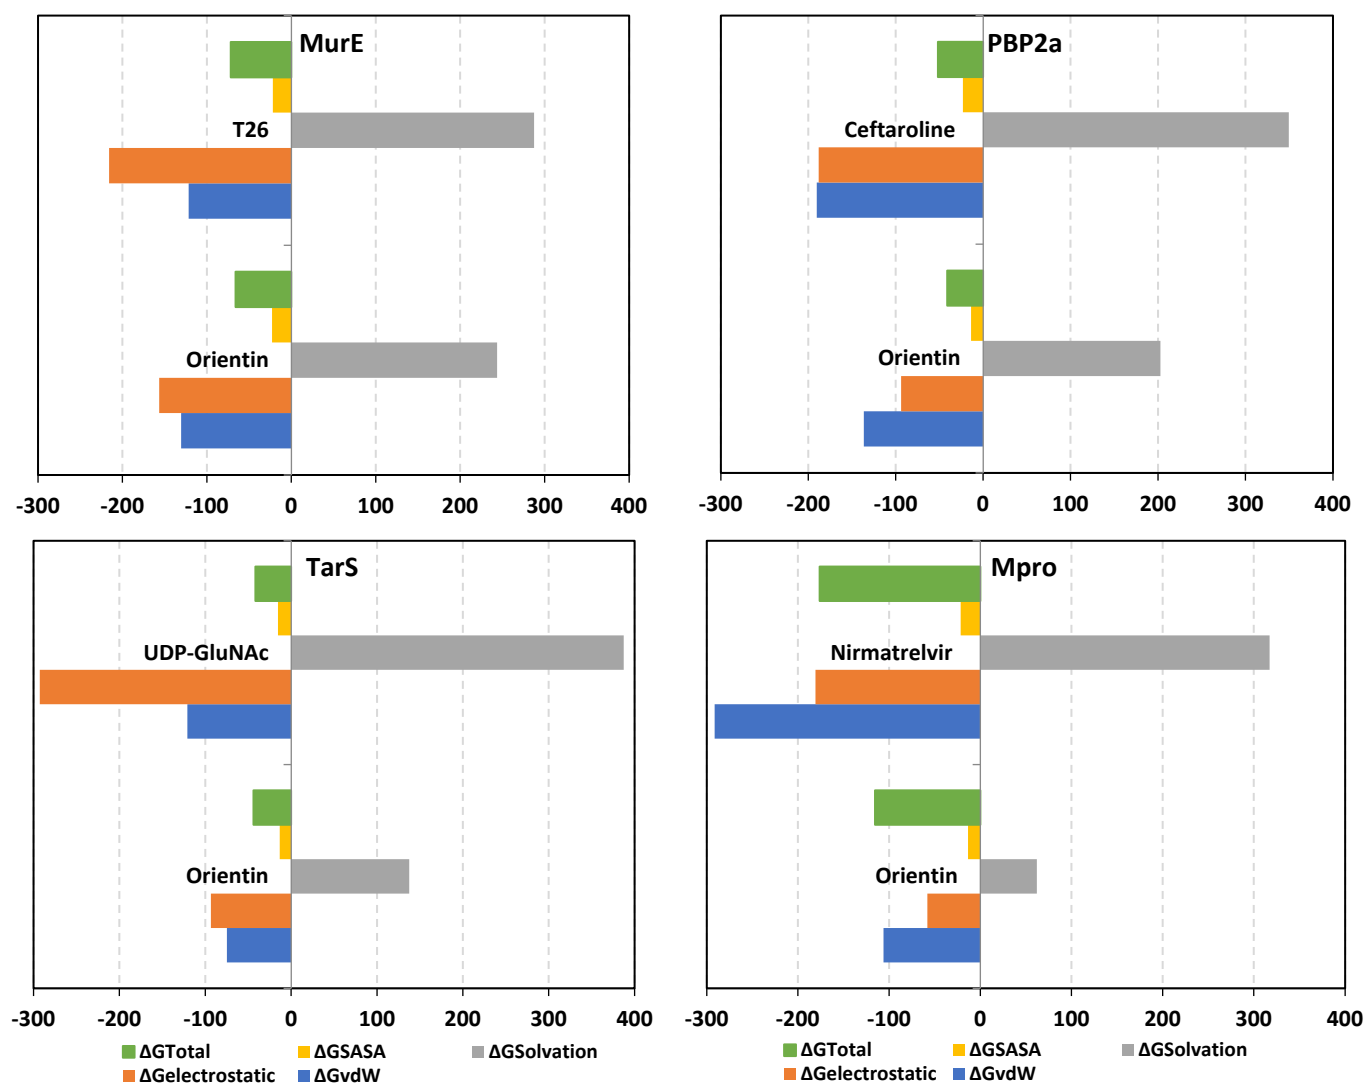 MurE
T26
Orientin
-300 -200 -100 0 100 200 300 400
PBP2a
Ceftaroline
Orientin
-300 -200 -100 0 100 200 300 400
TarS
UDP-GluNAc
Orientin
-300 -200 -100 0 100 200 300 400
ΔGTotal ΔGSASA ΔGSolvation
ΔGelectrostatic ΔGvdW
Mpro
Nirmatrelvir
Orientin
-300 -200 -100 0 100 200 300 400
ΔGTotal ΔGSASA ΔGSolvation
ΔGelectrostatic ΔGvdW